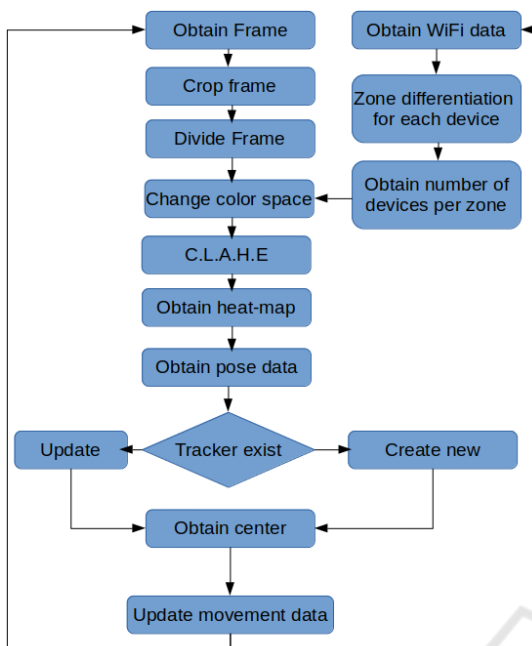 Obtain Frame
Crop frame
Divide Frame
Change color space
C.L.A.H.E
Obtain heat-map
Obtain pose data
Tracker exist
Update
Create new
Obtain center
Update movement data
Obtain WiFi data
Zone differentiation
for each device
Obtain number of
devices per zone